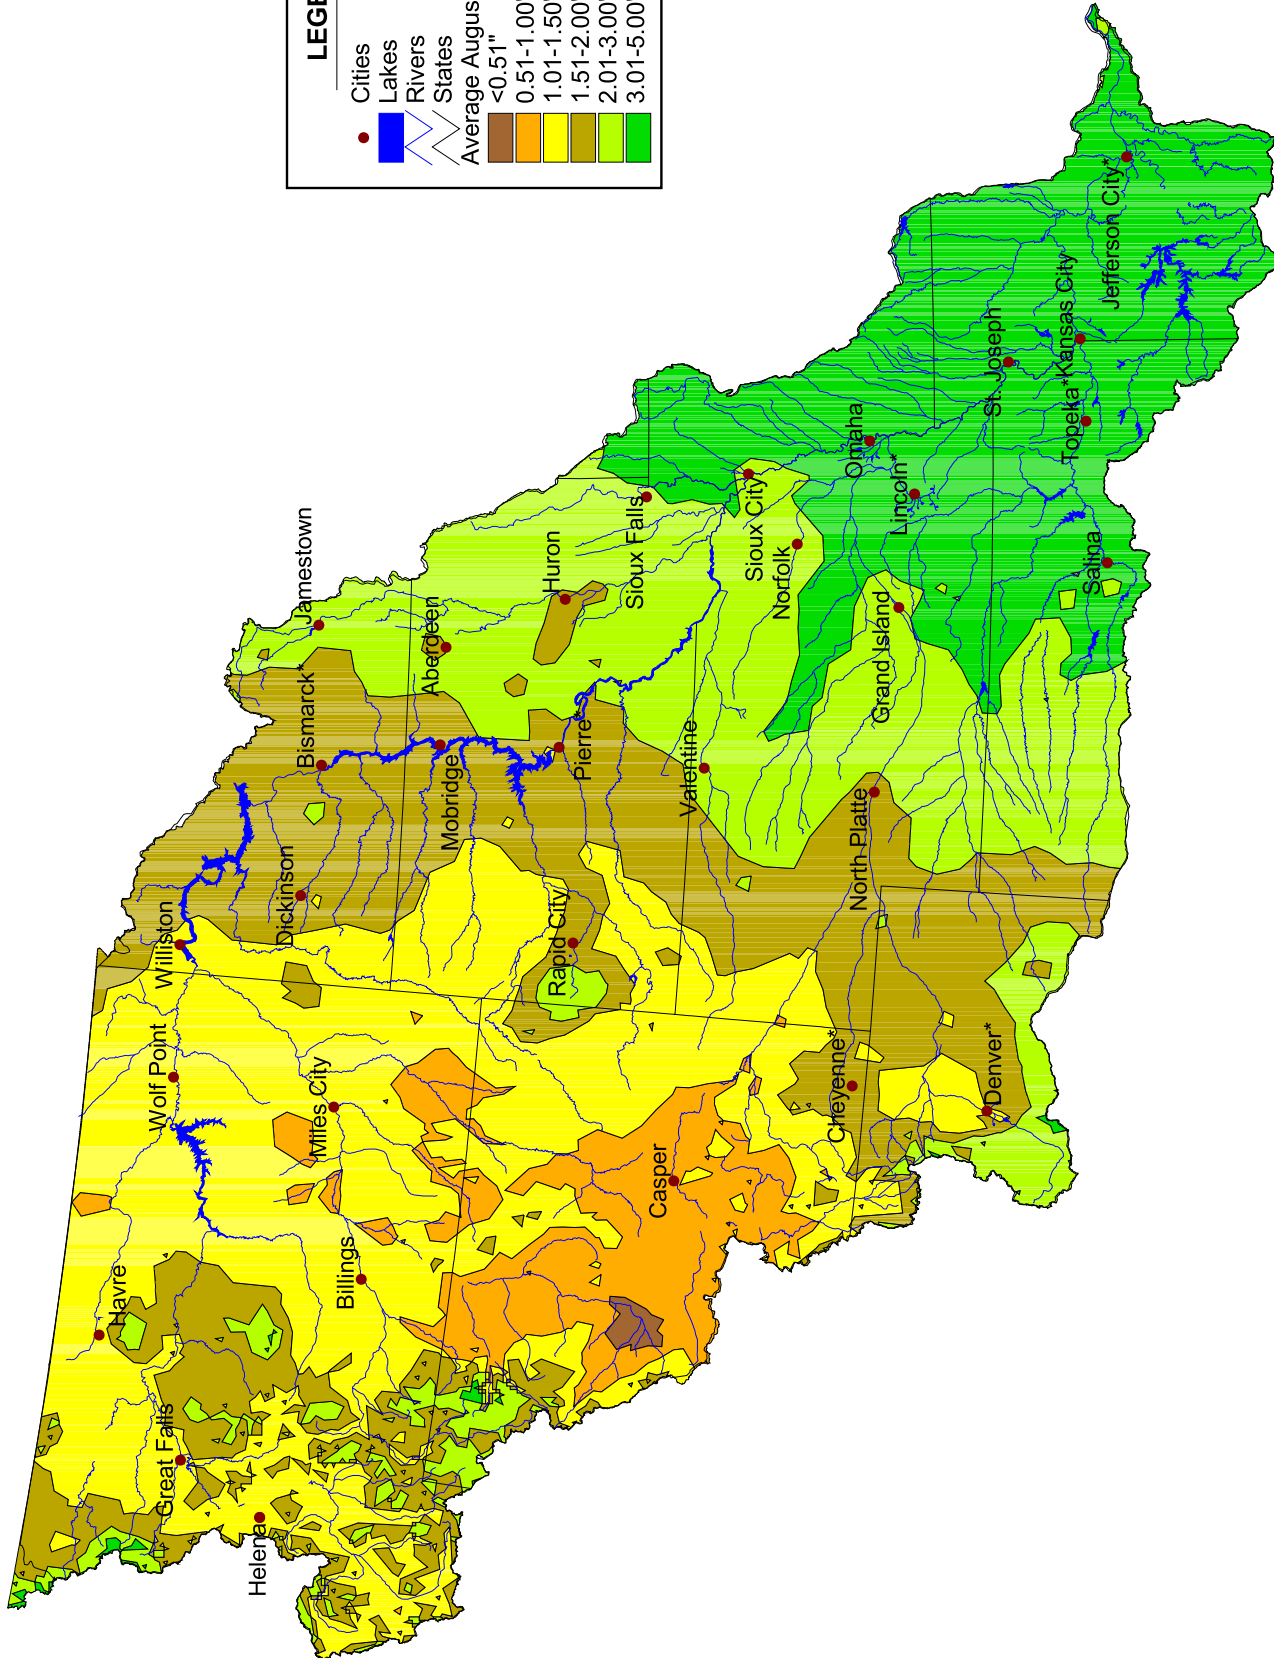 LEGE
Cities
Lakes
Rivers
States
Average Augus
<0.51"
0.51-1.00"
1.01-1.50"
1.51-2.00"
2.01-3.00"
3.01-5.00"
Helena
Great Falls
Havre
Billings
Wolf Point
Miles City
Casper
Williston
Dickinson
Rapid City
Cheyenne*
Denver*
Bismarck*
Mobridge
Pierre*
Valentine
North Platte
Jamestown
Aberdeen
Huron
Sioux Falls
Sioux City
Norfolk
Grand Island
Omaha
Lincoln*
Salina
St. Joseph
Topeka*
Kansas City
Jefferson City*